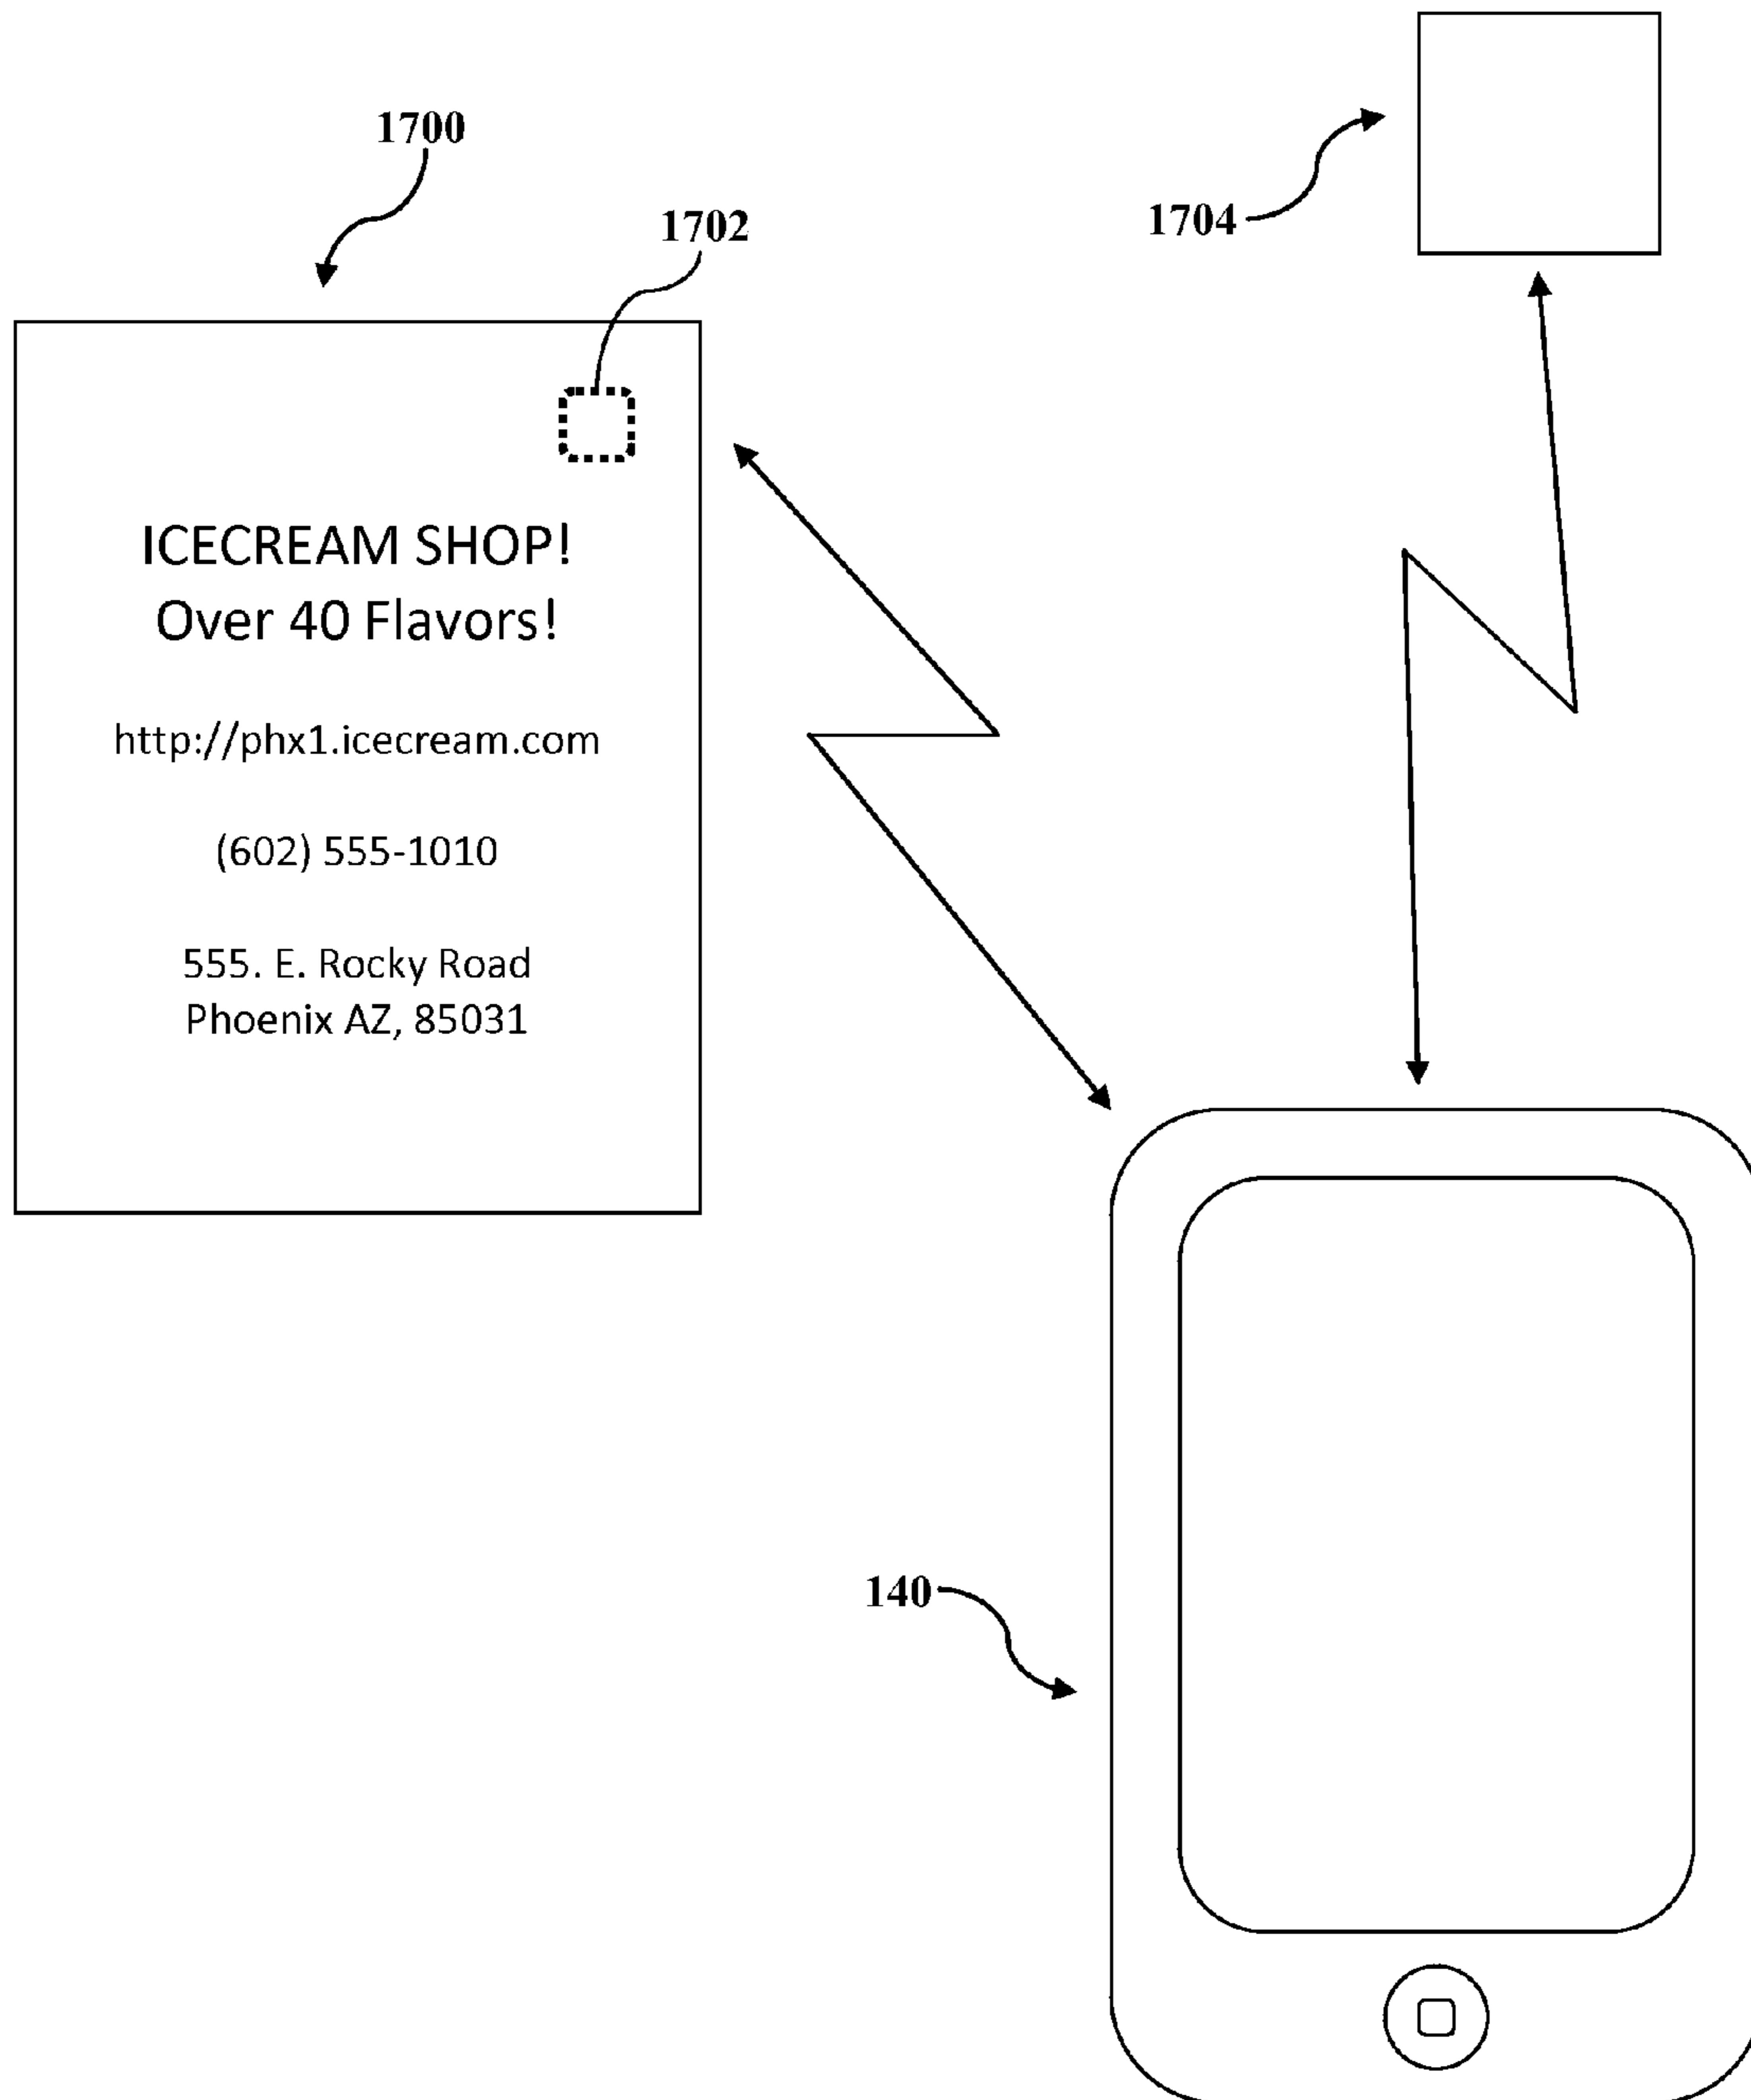 1700
1702
1704
ICECREAM SHOP!
Over 40 Flavors!
http://phx1.icecream.com
(602) 555-1010
555. E. Rocky Road
Phoenix AZ, 85031
140